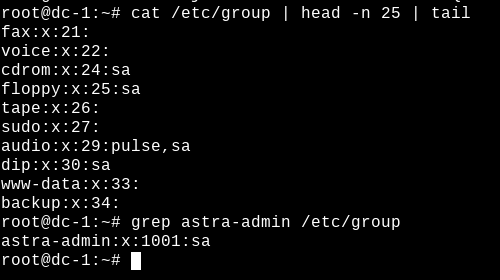 root@dc-1:~# cat /etc/group | head -n 25 | tail
fax:x:21:
voice:x:22:
cdrom:x:24:sa
floppy:x:25:sa
tape:x:26:
sudo:x:27:
audio:x:29:pulse,sa
dip:x:30:sa
www-data:x:33:
backup:x:34:
root@dc-1:~# grep astra-admin /etc/group
astra-admin:x:1001:sa
root@dc-1:~#